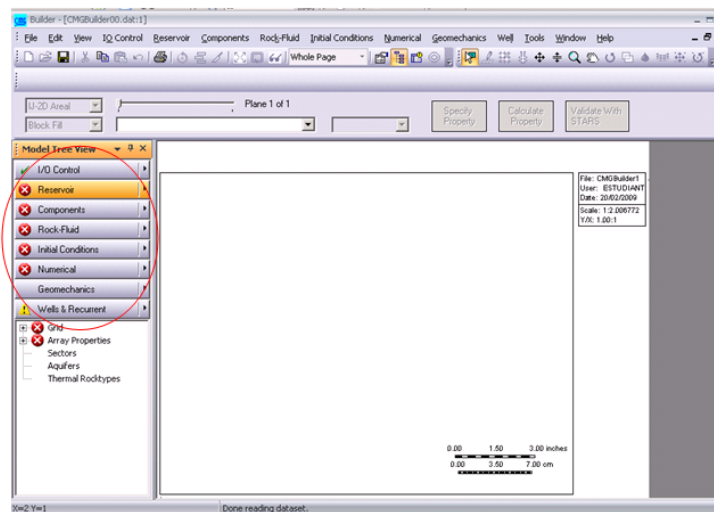 CMG Builder - [CMGBuilder00.dat:1]
File Edit View IO Control Reservoir Components Rock-Fluid Initial Conditions Numerical Geomechanics Well Tools Window Help
Whole Page
IJ-2D Areal
Plane 1 of 1
Block Fill
Specify Property
Calculate Property
Validate With STARS
Model Tree View
I/O Control
Reservoir
Components
Rock-Fluid
Initial Conditions
Numerical
Geomechanics
Wells & Recurrent
Grid
Array Properties
Sectors
Aquifers
Thermal Rocktypes
File: CMGBuilder1
User: ESTUDIANT
Date: 20/02/2009
Scale: 1:2.006772
Y/X: 1.00:1
0.00 1.50 3.00 inches
0.00 3.50 7.00 cm
X=2 Y=1
Done reading dataset.